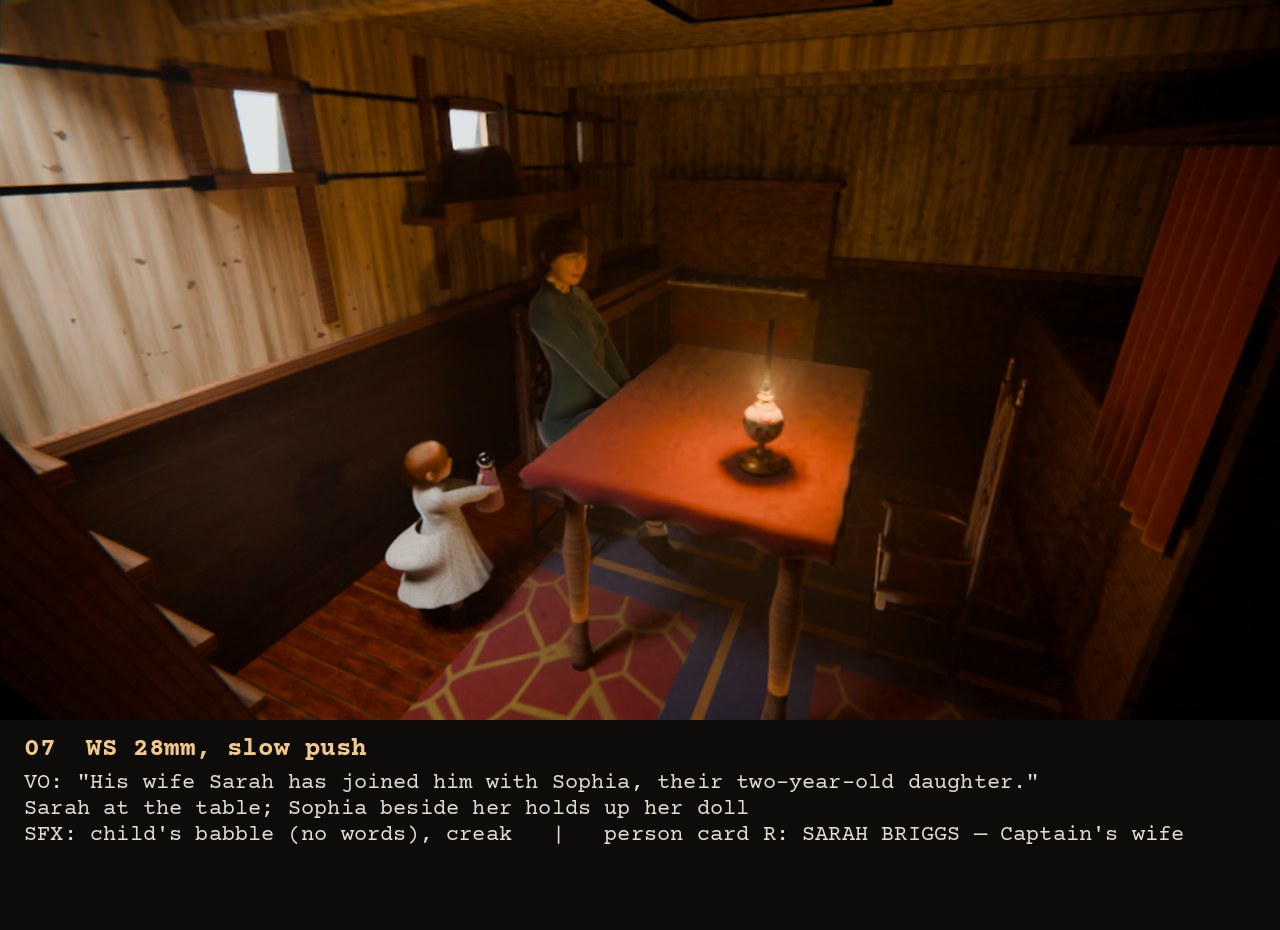 07  WS 28mm, slow push
VO: "His wife Sarah has joined him with Sophia, their two-year-old daughter."
Sarah at the table; Sophia beside her holds up her doll
SFX: child's babble (no words), creak   |   person card R: SARAH BRIGGS — Captain's wife